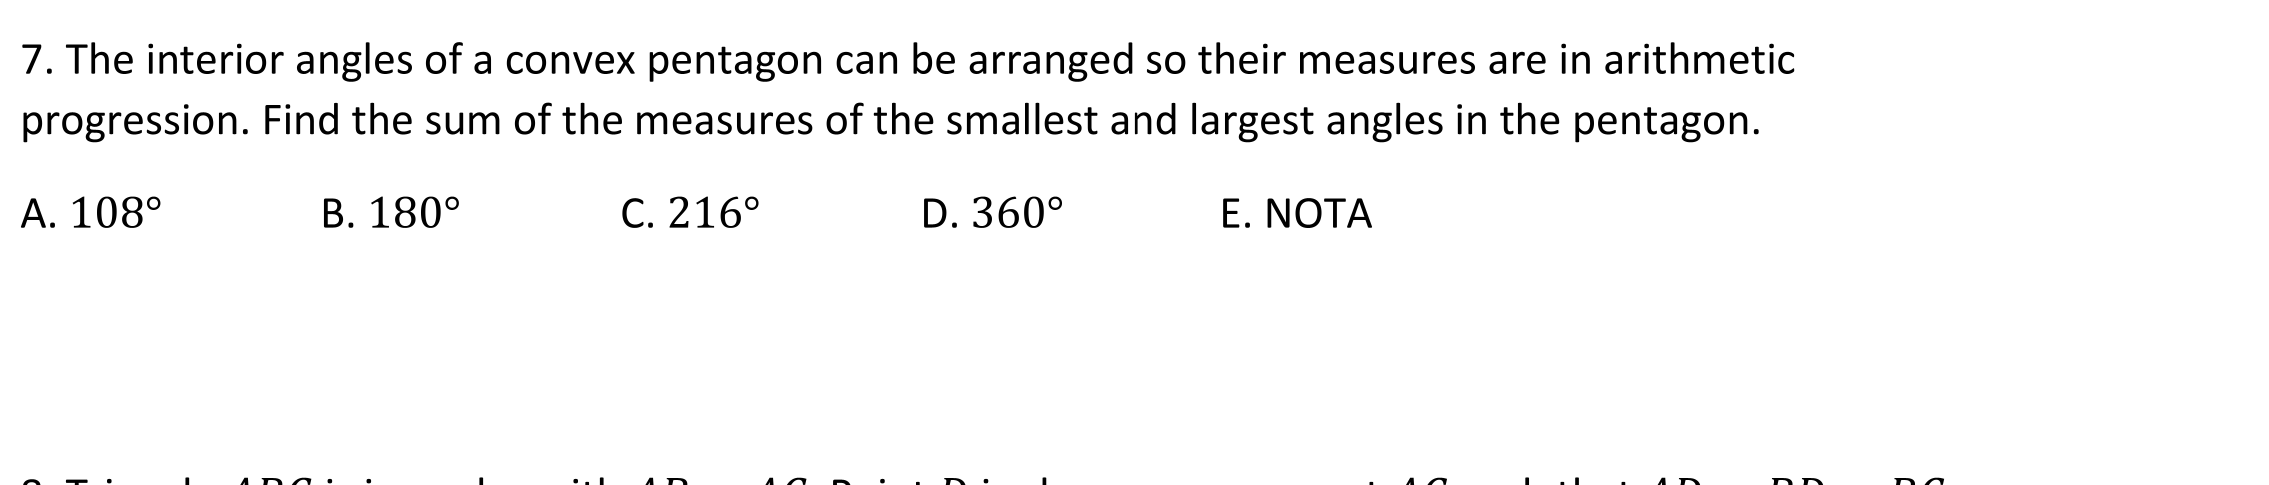 7. The interior angles of a convex pentagon can be arranged so their measures are in arithmetic
progression. Find the sum of the measures of the smallest and largest angles in the pentagon.
A. 108° B. 180° C. 216° D. 360° E. NOTA